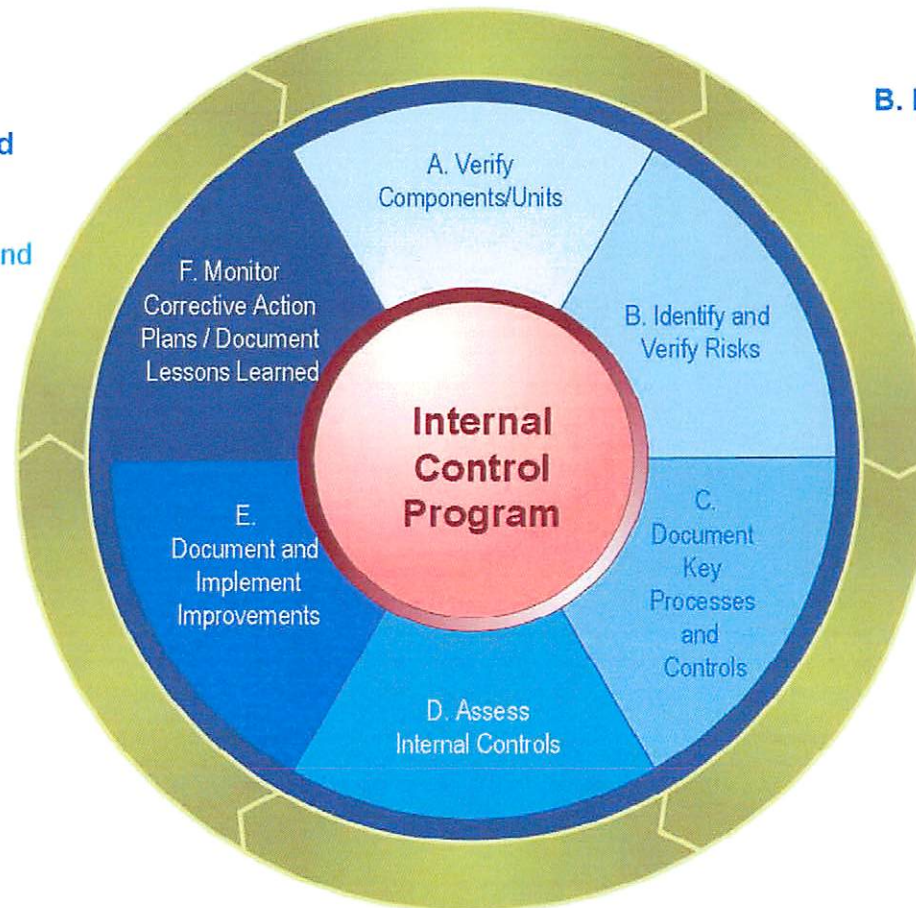 d
nd
B. I
A. Verify
Components/Units
B. Identify and
Verify Risks
C.
Document
Key
Processes
and
Controls
D. Assess
Internal Controls
E.
Document and
Implement
Improvements
F. Monitor
Corrective Action
Plans / Document
Lessons Learned
Internal
Control
Program